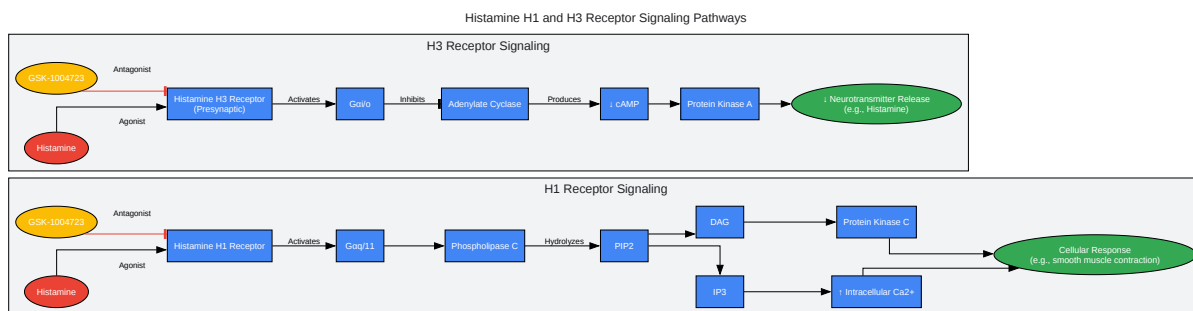 Histamine H1 and H3 Receptor Signaling Pathways
H3 Receptor Signaling
GSK-1004723
Antagonist
Histamine H3 Receptor
(Presynaptic)
Activates
Gαi/o
Inhibits
Adenylate Cyclase
Produces
↓ cAMP
Protein Kinase A
↓ Neurotransmitter Release
(e.g., Histamine)
Agonist
Histamine
H1 Receptor Signaling
GSK-1004723
Antagonist
Histamine H1 Receptor
Activates
Gαq/11
Phospholipase C
Hydrolyzes
PIP2
DAG
Protein Kinase C
Cellular Response
(e.g., smooth muscle contraction)
Agonist
Histamine
IP3
↑ Intracellular Ca2+